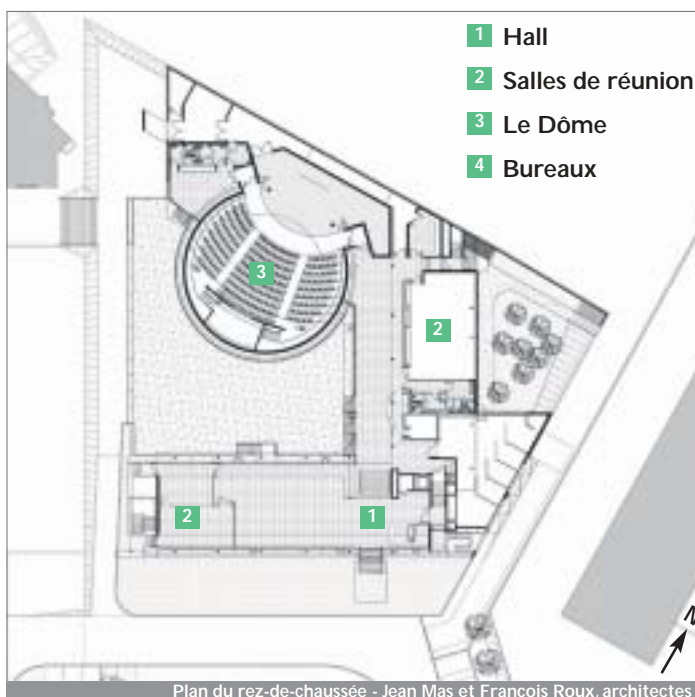 1 Hall
2 Salles de réunion
3 Le Dôme
4 Bureaux
3
2
2
1
N
Plan du rez-de-chaussée - Jean Mas et François Roux, architectes